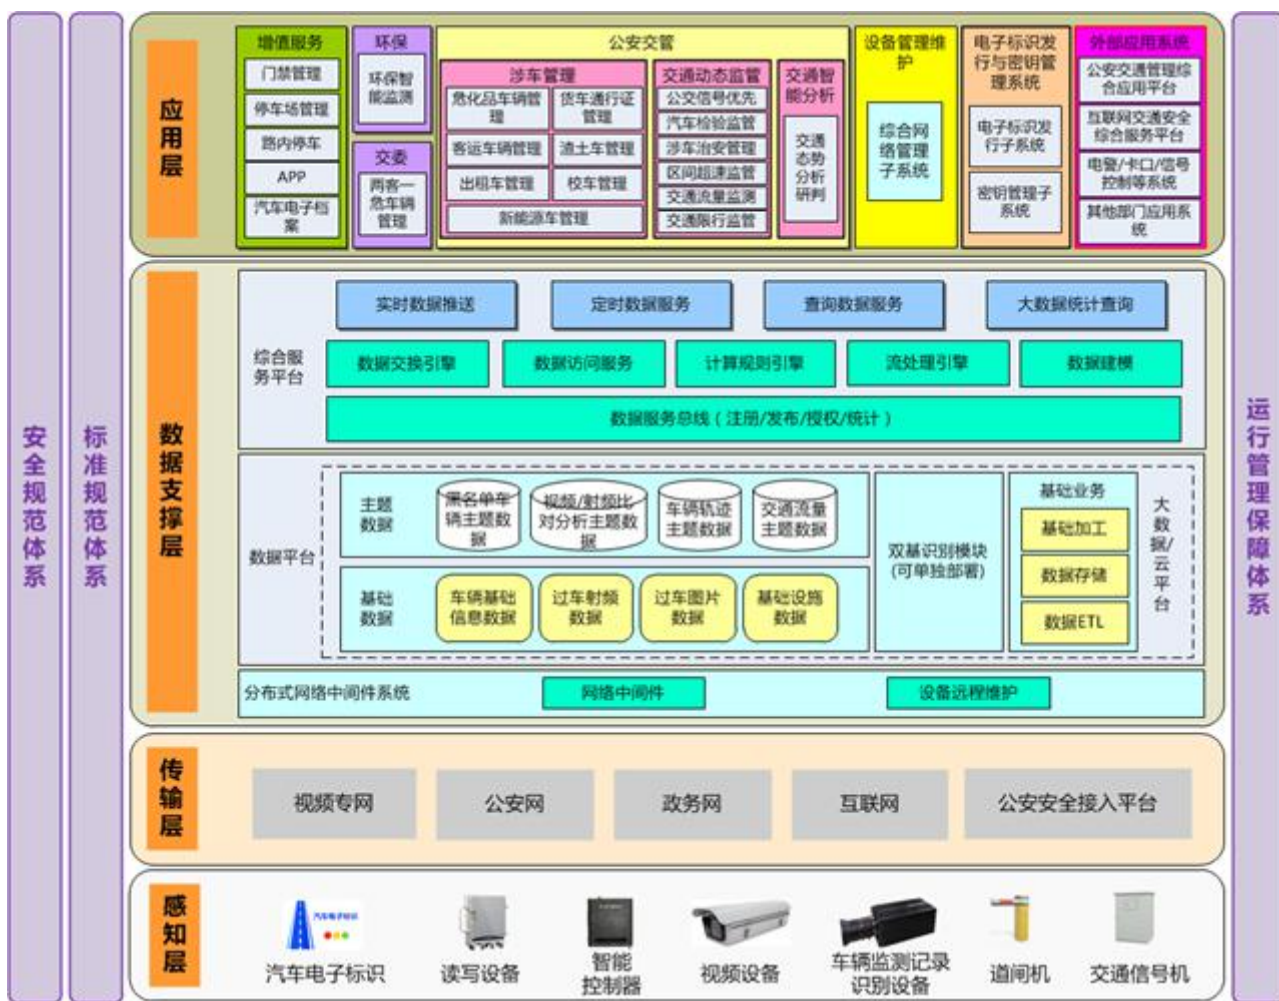 安全规范体系
标准规范体系
应用层
增值服务
门禁管理
停车场管理
路内停车
APP
汽车电子档
案
环保
环保智
能监测
交委
两客一
危车辆
管理
公安交管
涉车管理
危化品车辆管
理
货车通行证
管理
客运车辆管理
渣土车管理
出租车管理
校车管理
新能源车管理
交通动态监管
公交信号优先
汽车检验监管
涉车治安管理
区间超速监管
交通流量监测
交通限行监管
交通智
能分析
交通
态势
分析
研判
设备管理维
护
综合网
络管理
子系统
电子标识发
行与密钥管
理系统
电子标识发
行子系统
密钥管理子
系统
外部应用系统
公安交通管理综
合应用平台
互联网交通安全
综合服务平台
电警/卡口/信号
控制等系统
其他部门应用系
统
数据支撑层
综合服
务平台
实时数据推送
定时数据服务
查询数据服务
大数据统计查询
数据交换引擎
数据访问服务
计算规则引擎
流处理引擎
数据建模
数据服务总线（注册/发布/授权/统计）
数据平台
主题
数据
黑名单车
辆主题数
据
视频/射频比
对分析主题数
据
车辆轨迹
主题数据
交通流量
主题数据
基础
数据
车辆基础
信息数据
过车射频
数据
过车图片
数据
基础设施
数据
双基识别模块
(可单独部署)
基础业务
基础加工
数据存储
数据ETL
大
数
据/
云
平
台
分布式网络中间件系统
网络中间件
设备远程维护
传输层
视频专网
公安网
政务网
互联网
公安安全接入平台
感知层
汽车电子标识
汽车电子标识
读写设备
智能
控制器
视频设备
车辆监测记录
识别设备
道闸机
交通信号机
运行管理保障体系